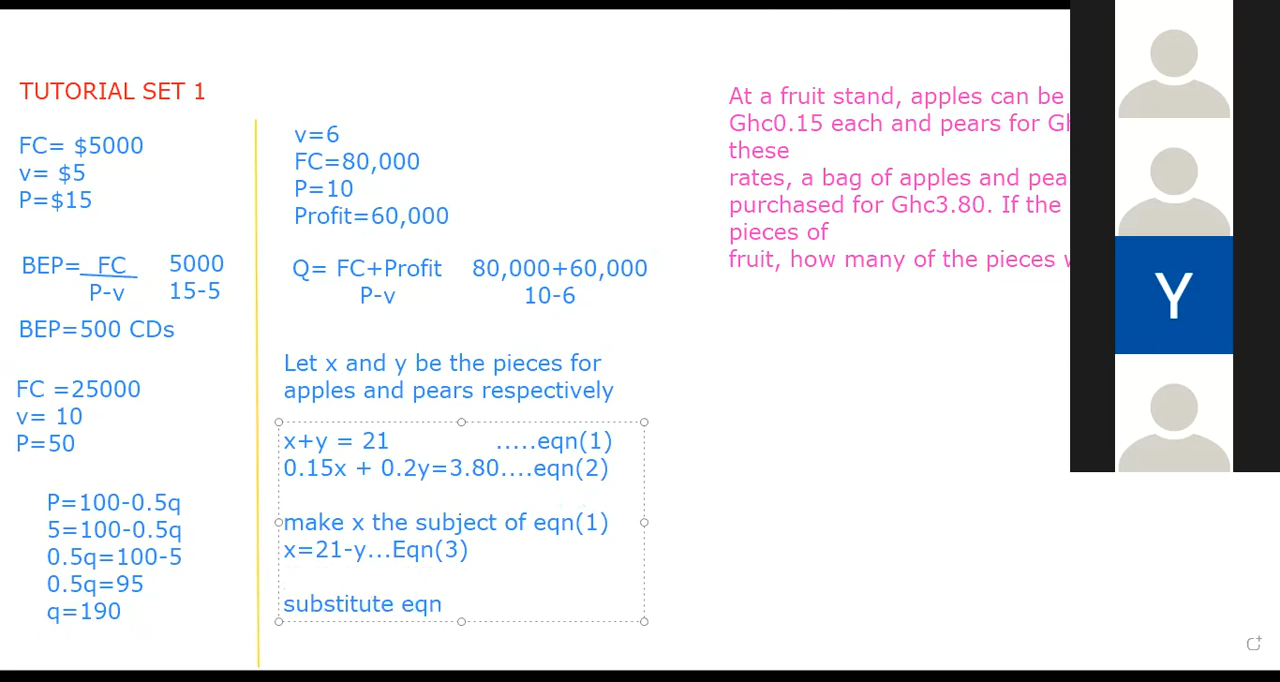 TUTORIAL SET 1
FC= $5000
v= $5
P=$15
BEP= FC 5000
P-v 15-5
BEP=500 CDs
FC =25000
v= 10
P=50
P=100-0.5q
5=100-0.5q
0.5q=100-5
0.5q=95
q=190
v=6
FC=80,000
P=10
Profit=60,000
Q= FC+Profit 80,000+60,000
P-v 10-6
Let x and y be the pieces for
apples and pears respectively
x+y = 21 .....eqn(1)
0.15x + 0.2y=3.80....eqn(2)
make x the subject of eqn(1)
x=21-y...Eqn(3)
substitute eqn
At a fruit stand, apples can be
Ghc0.15 each and pears for
these
rates, a bag of apples and
purchased for Ghc3.80. If the
pieces of
fruit, how many of the pieces
Y